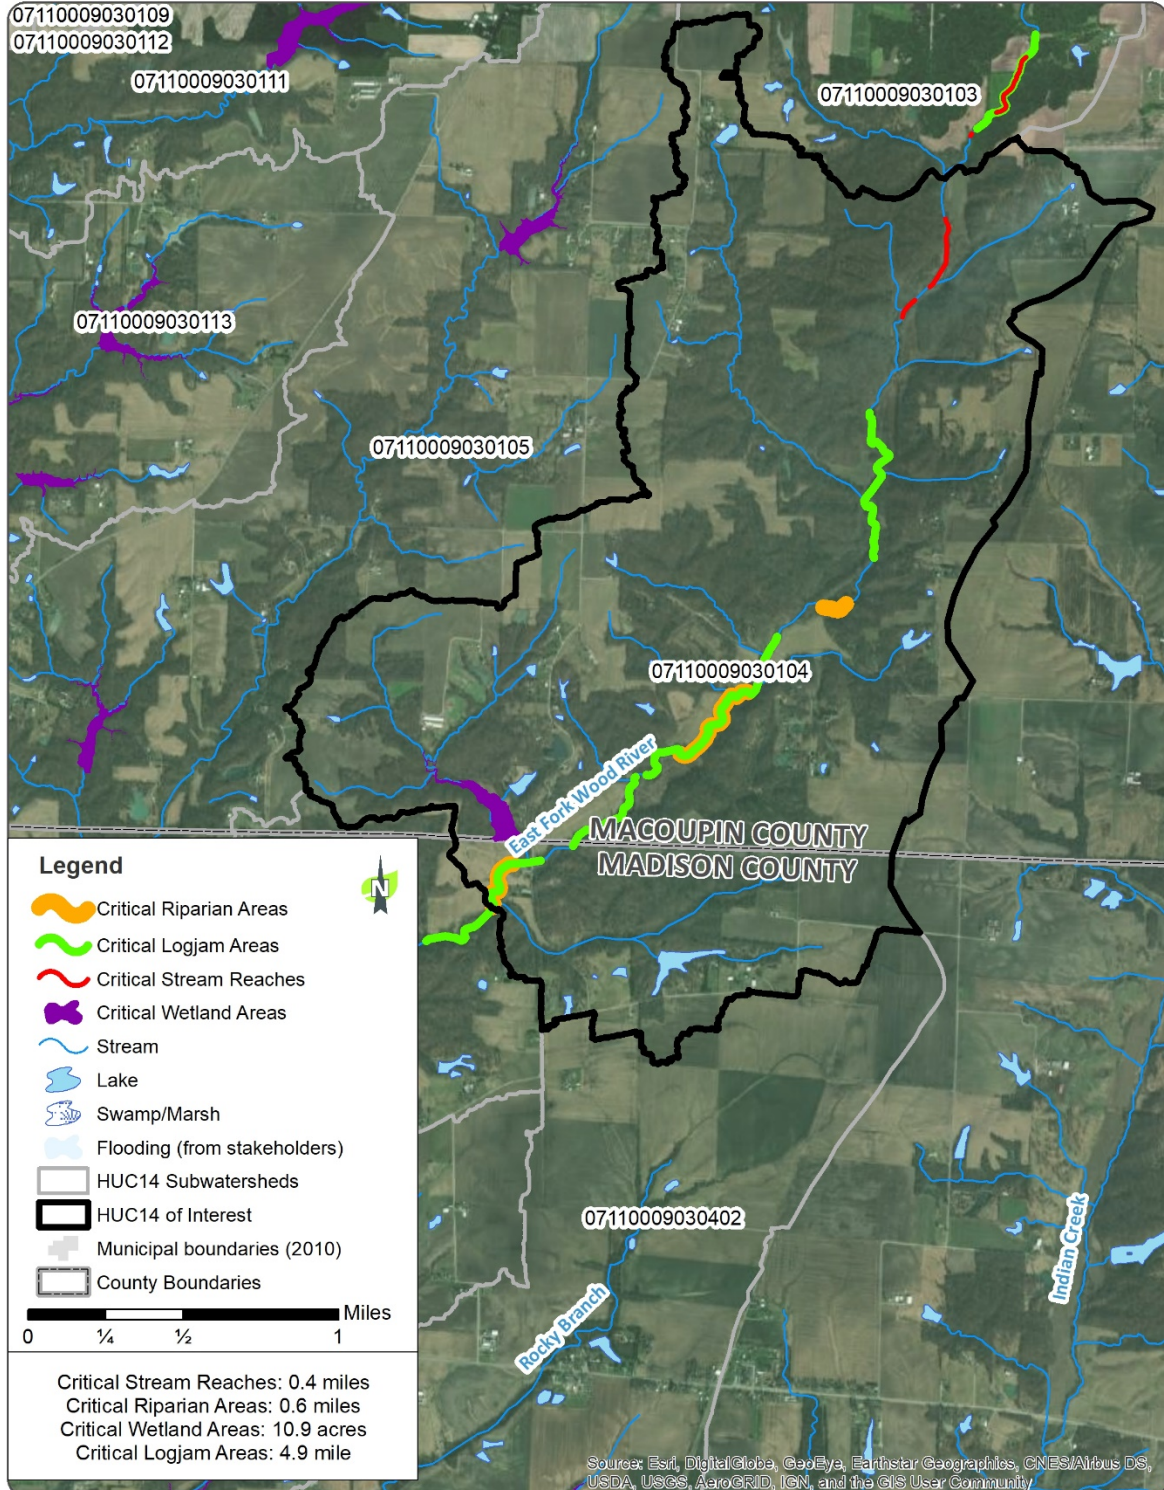 07110009030109
07110009030112
07110009030111
07110009030103
07110009030113
07110009030105
07110009030104
East Fork Wood River
MACOUPIN COUNTY
MADISON COUNTY
Legend
N
Critical Riparian Areas
Critical Logjam Areas
Critical Stream Reaches
Critical Wetland Areas
Stream
Lake
Swamp/Marsh
Flooding (from stakeholders)
HUC14 Subwatersheds
HUC14 of Interest
Municipal boundaries (2010)
County Boundaries
Miles
0 ¼ ½ 1
Critical Stream Reaches: 0.4 miles
Critical Riparian Areas: 0.6 miles
Critical Wetland Areas: 10.9 acres
Critical Logjam Areas: 4.9 mile
07110009030402
Indian Creek
Rocky Branch
Source: Esri, DigitalGlobe, GeoEye, Earthstar Geographics, CNES/Airbus DS,
USDA, USGS, AeroGRID, IGN, and the GIS User Community